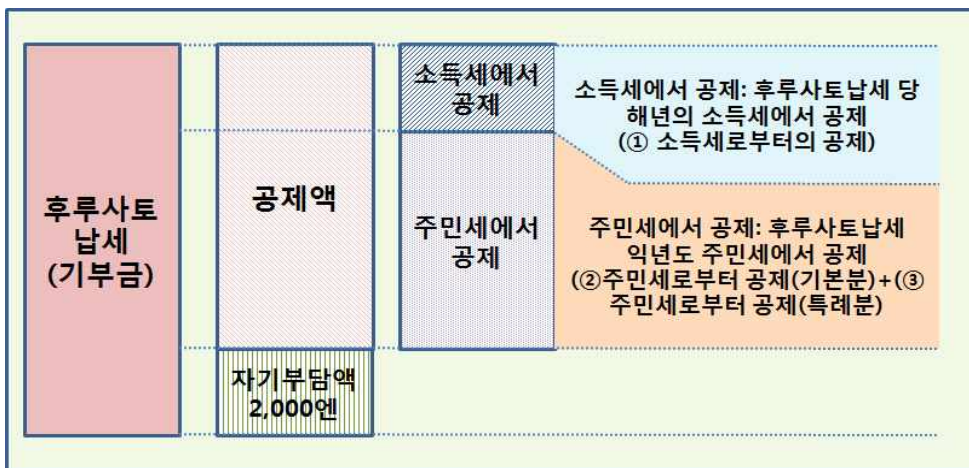 후루사토
납세
(기부금)
공제액
자기부담액
2,000엔
소득세에서
공제
주민세에서
공제
소득세에서 공제: 후루사토납세 당
해년의 소득세에서 공제
(① 소득세로부터의 공제)
주민세에서 공제: 후루사토납세
익년도 주민세에서 공제
(②주민세로부터 공제(기본분)+(③
주민세로부터 공제(특례분)